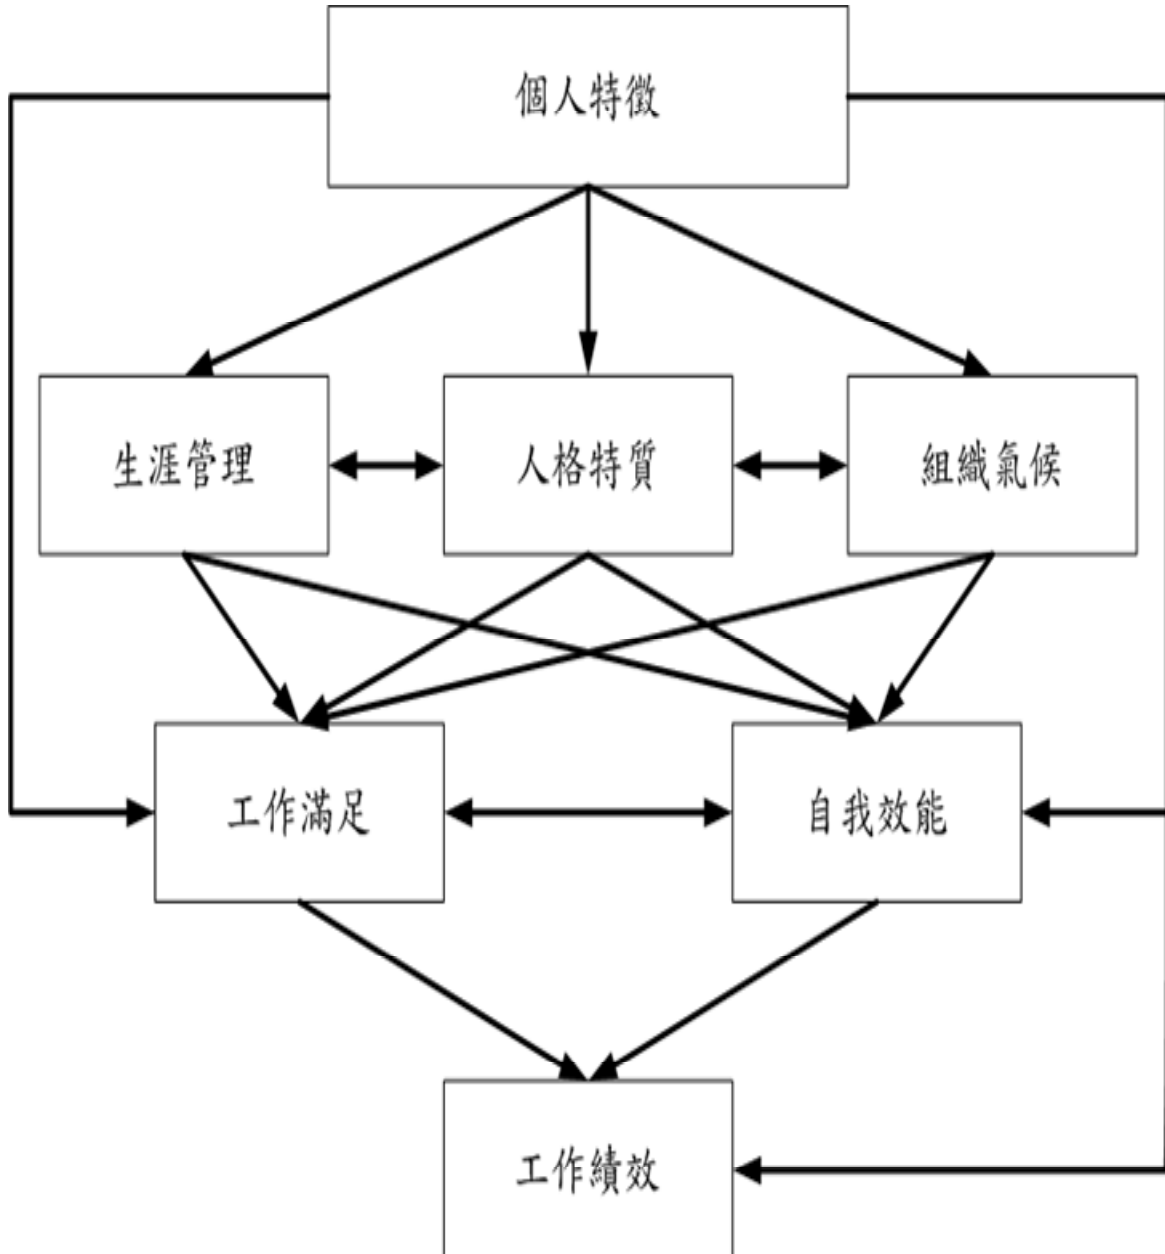 個人特徵
生涯管理
人格特質
組織氣候
工作滿足
自我效能
工作績效